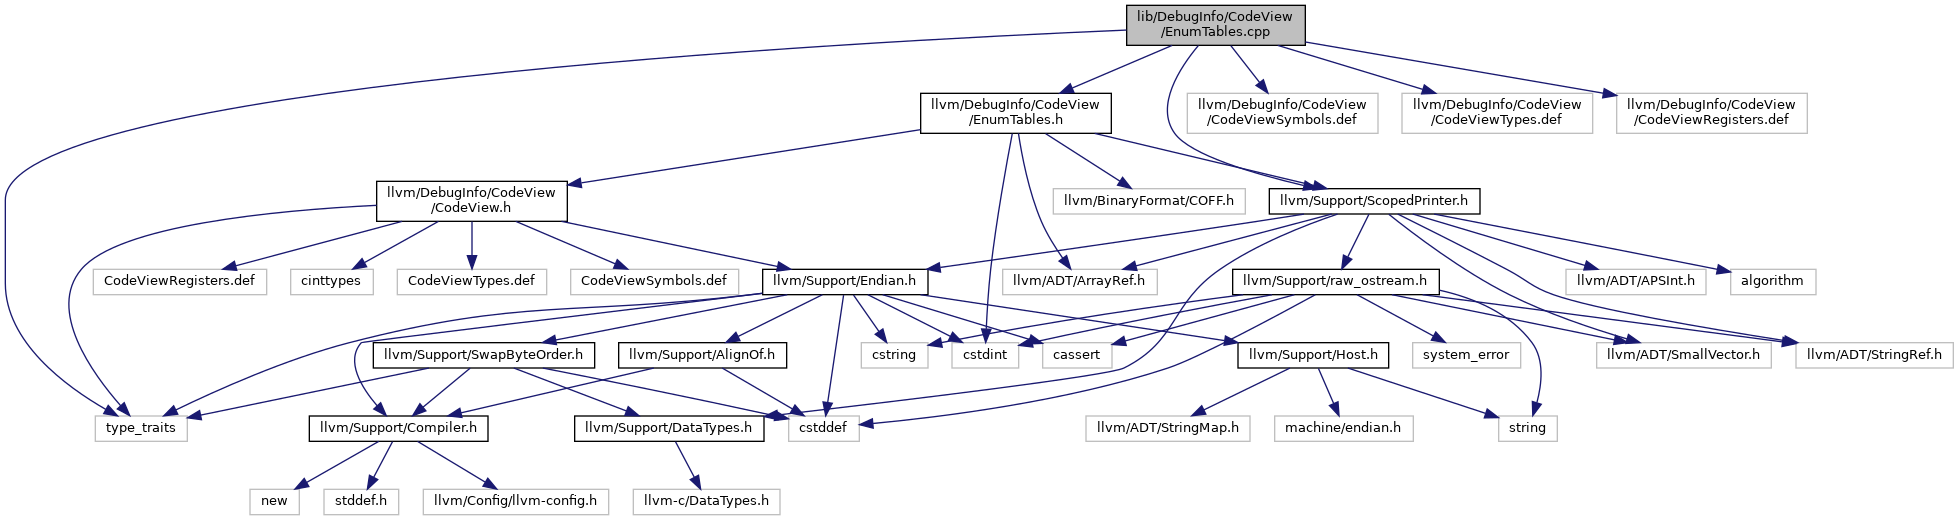 lib/DebugInfo/CodeView
/EnumTables.cpp
llvm/DebugInfo/CodeView
/EnumTables.h
llvm/DebugInfo/CodeView
/CodeViewSymbols.def
llvm/DebugInfo/CodeView
/CodeViewTypes.def
llvm/DebugInfo/CodeView
/CodeViewRegisters.def
llvm/DebugInfo/CodeView
/CodeView.h
llvm/BinaryFormat/COFF.h
llvm/Support/ScopedPrinter.h
CodeViewRegisters.def
cinttypes
CodeViewTypes.def
CodeViewSymbols.def
llvm/Support/Endian.h
llvm/ADT/ArrayRef.h
llvm/Support/raw_ostream.h
llvm/ADT/APSInt.h
algorithm
llvm/Support/SwapByteOrder.h
llvm/Support/AlignOf.h
cstring
cstdint
cassert
llvm/Support/Host.h
system_error
llvm/ADT/SmallVector.h
llvm/ADT/StringRef.h
type_traits
llvm/Support/Compiler.h
llvm/Support/DataTypes.h
cstddef
llvm/ADT/StringMap.h
machine/endian.h
string
new
stddef.h
llvm/Config/llvm-config.h
llvm-c/DataTypes.h